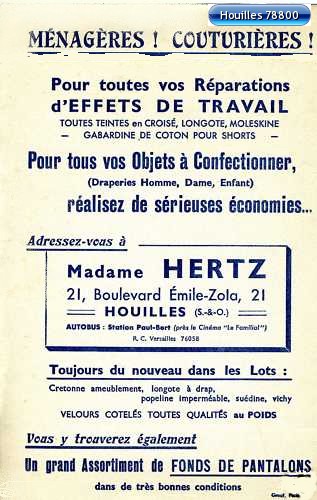 Houilles 78800
MÉNAGÈRES ! COUTURIÈRES !
Pour toutes vos Réparations
d'EFFETS DE TRAVAIL
TOUTES TEINTES en CROISÉ, LONGOTE, MOLESKINE
— GABARDINE DE COTON POUR SHORTS —
Pour tous vos Objets à Confectionner,
(Draperies Homme, Dame, Enfant)
réalisez de sérieuses économies...
Adressez-vous à
Madame HERTZ
21, Boulevard Émile-Zola, 21
HOUILLES (S.-&-O.)
AUTOBUS : Station Paul-Bert (près le Cinéma "Le Familial")
R. C. Versailles 76058
Toujours du nouveau dans les Lots :
Cretonne ameublement, longote à drap,
popeline imperméable, suédine, vichy
VELOURS COTELÉS TOUTES QUALITÉS au POIDS
Vous y trouverez également
Un grand Assortiment de FONDS DE PANTALONS
dans de très bonnes conditions